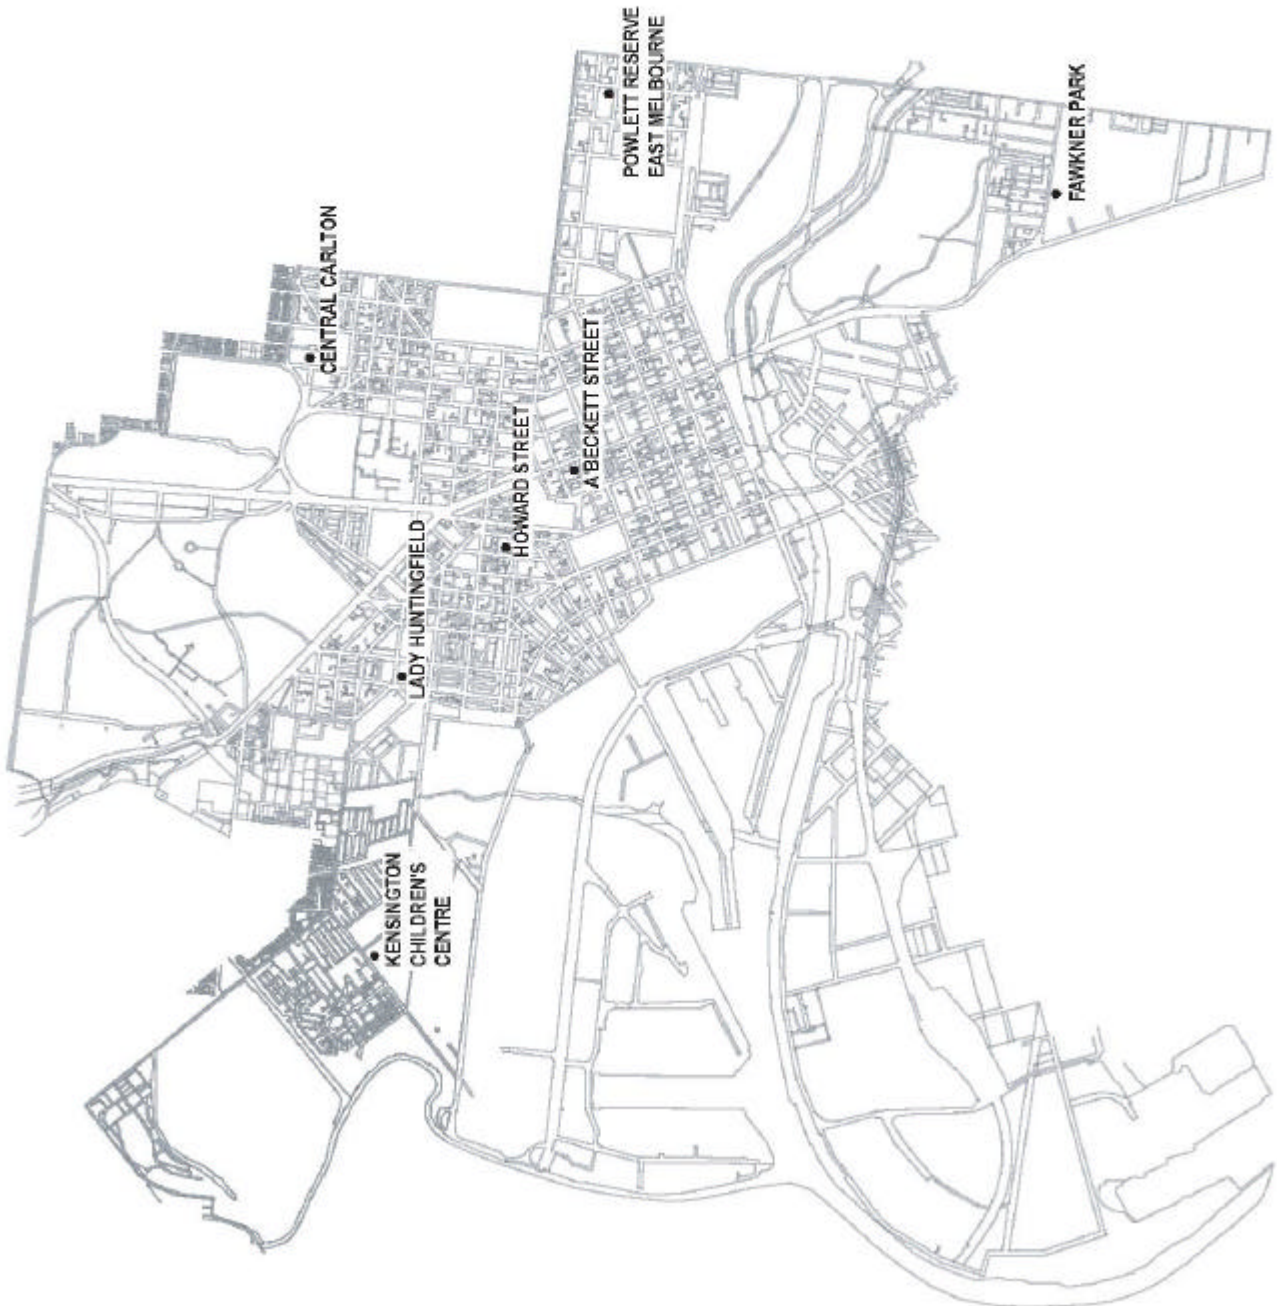 POWLETT RESERVE
EAST MELBOURNE
FAWKNER PARK
CENTRAL CARLTON
A'BECKETT STREET
HOWARD STREET
LADY HUNTINGFIELD
KENSINGTON
CHILDREN'S
CENTRE